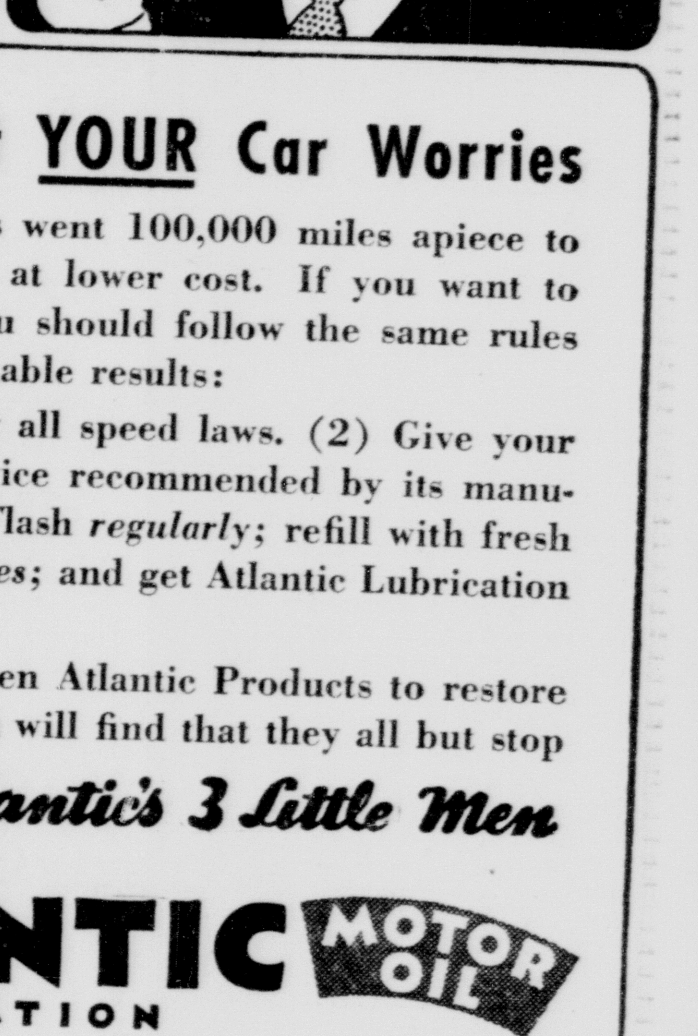 YOUR Car Worries
went 100,000 miles apiece to
at lower cost. If you want to
should follow the same rules
able results:
all speed laws. (2) Give your
ice recommended by its manu-
lash regularly; refill with fresh
es; and get Atlantic Lubrication
en Atlantic Products to restore
will find that they all but stop
antic's 3 Little Men
NTIC MOTOR
OIL
ATION